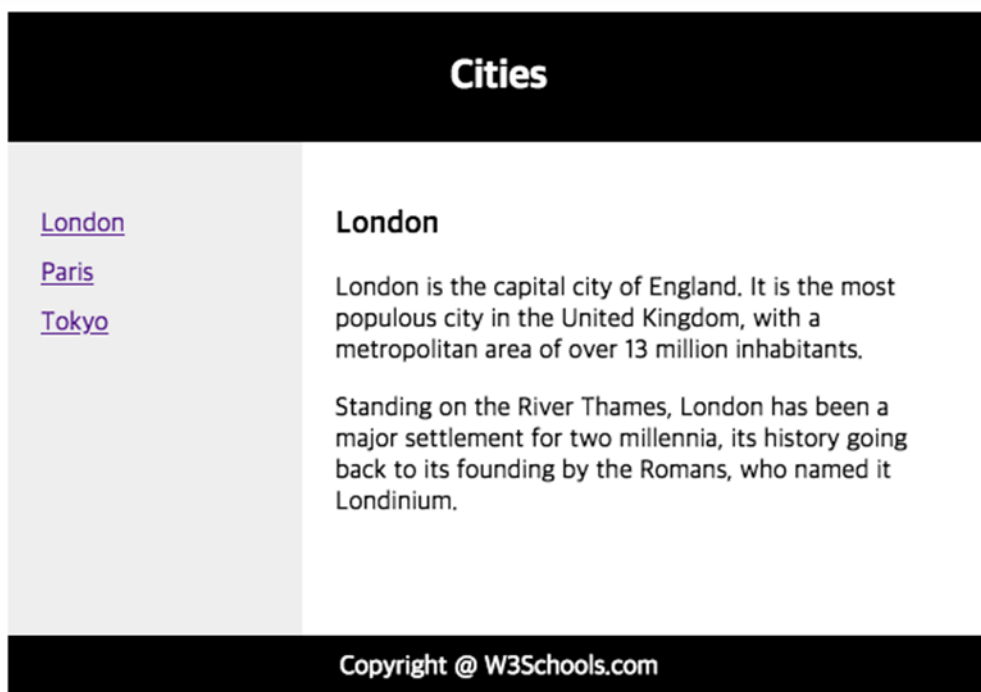 Cities
London
Paris
Tokyo
London
London is the capital city of England. It is the most
populous city in the United Kingdom, with a
metropolitan area of over 13 million inhabitants.
Standing on the River Thames, London has been a
major settlement for two millennia, its history going
back to its founding by the Romans, who named it
Londinium.
Copyright @ W3Schools.com